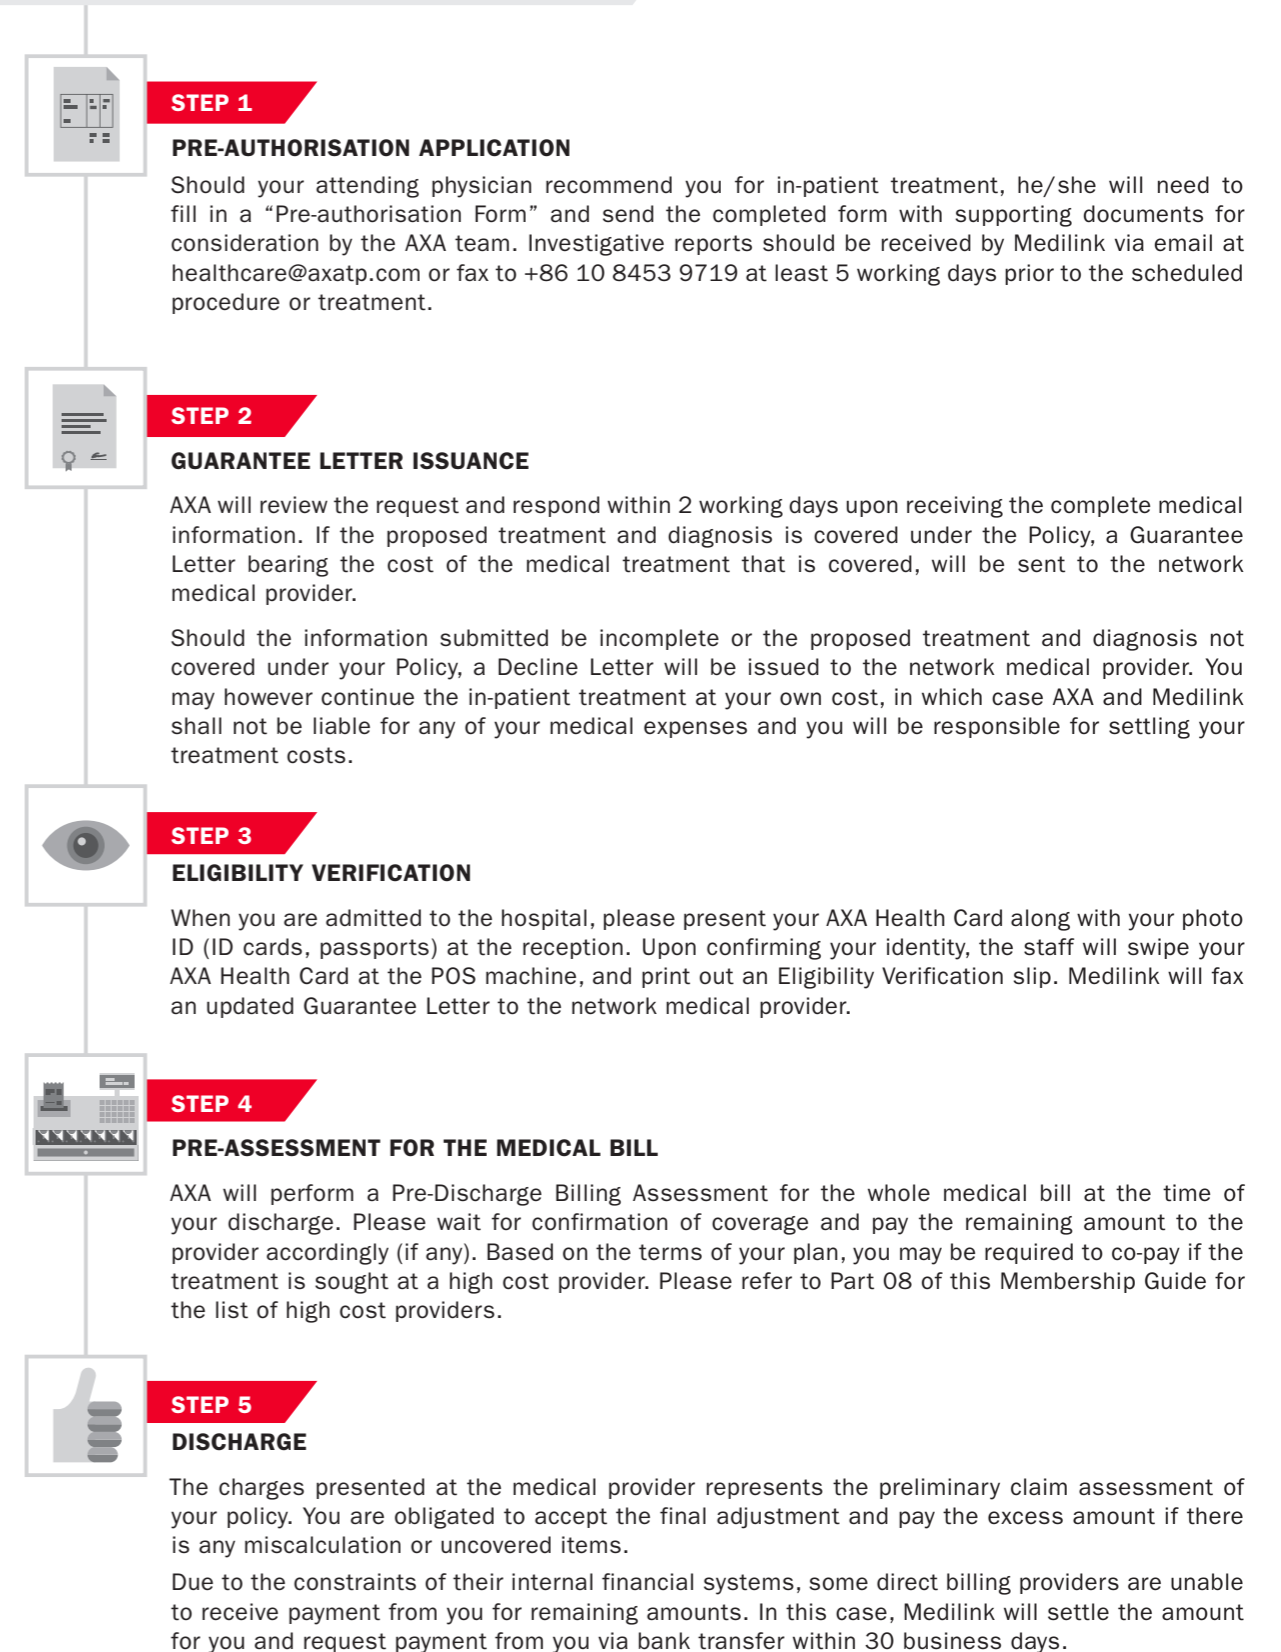 STEP 1
PRE-AUTHORISATION APPLICATION
Should your attending physician recommend you for in-patient treatment, he/she will need to
fill in a “Pre-authorisation Form” and send the completed form with supporting documents for
consideration by the AXA team. Investigative reports should be received by Medilink via email at
healthcare@axatp.com or fax to +86 10 8453 9719 at least 5 working days prior to the scheduled
procedure or treatment.
STEP 2
GUARANTEE LETTER ISSUANCE
AXA will review the request and respond within 2 working days upon receiving the complete medical
information. If the proposed treatment and diagnosis is covered under the Policy, a Guarantee
Letter bearing the cost of the medical treatment that is covered, will be sent to the network
medical provider.
Should the information submitted be incomplete or the proposed treatment and diagnosis not
covered under your Policy, a Decline Letter will be issued to the network medical provider. You
may however continue the in-patient treatment at your own cost, in which case AXA and Medilink
shall not be liable for any of your medical expenses and you will be responsible for settling your
treatment costs.
STEP 3
ELIGIBILITY VERIFICATION
When you are admitted to the hospital, please present your AXA Health Card along with your photo
ID (ID cards, passports) at the reception. Upon confirming your identity, the staff will swipe your
AXA Health Card at the POS machine, and print out an Eligibility Verification slip. Medilink will fax
an updated Guarantee Letter to the network medical provider.
STEP 4
PRE-ASSESSMENT FOR THE MEDICAL BILL
AXA will perform a Pre-Discharge Billing Assessment for the whole medical bill at the time of
your discharge. Please wait for confirmation of coverage and pay the remaining amount to the
provider accordingly (if any). Based on the terms of your plan, you may be required to co-pay if the
treatment is sought at a high cost provider. Please refer to Part 08 of this Membership Guide for
the list of high cost providers.
STEP 5
DISCHARGE
The charges presented at the medical provider represents the preliminary claim assessment of
your policy. You are obligated to accept the final adjustment and pay the excess amount if there
is any miscalculation or uncovered items.
Due to the constraints of their internal financial systems, some direct billing providers are unable
to receive payment from you for remaining amounts. In this case, Medilink will settle the amount
for you and request payment from you via bank transfer within 30 business days.